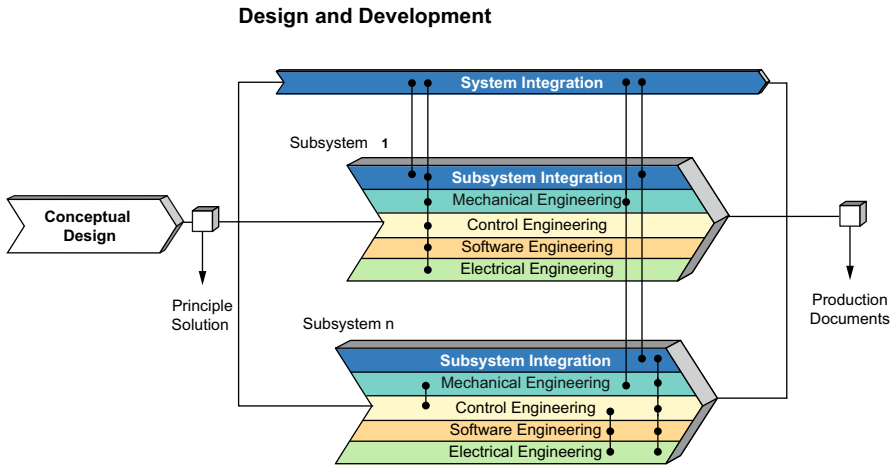 Design and Development
System Integration
Subsystem 1
Subsystem Integration
Mechanical Engineering
Control Engineering
Software Engineering
Electrical Engineering
Conceptual
Design
Principle
Solution
Production
Documents
Subsystem n
Subsystem Integration
Mechanical Engineering
Control Engineering
Software Engineering
Electrical Engineering